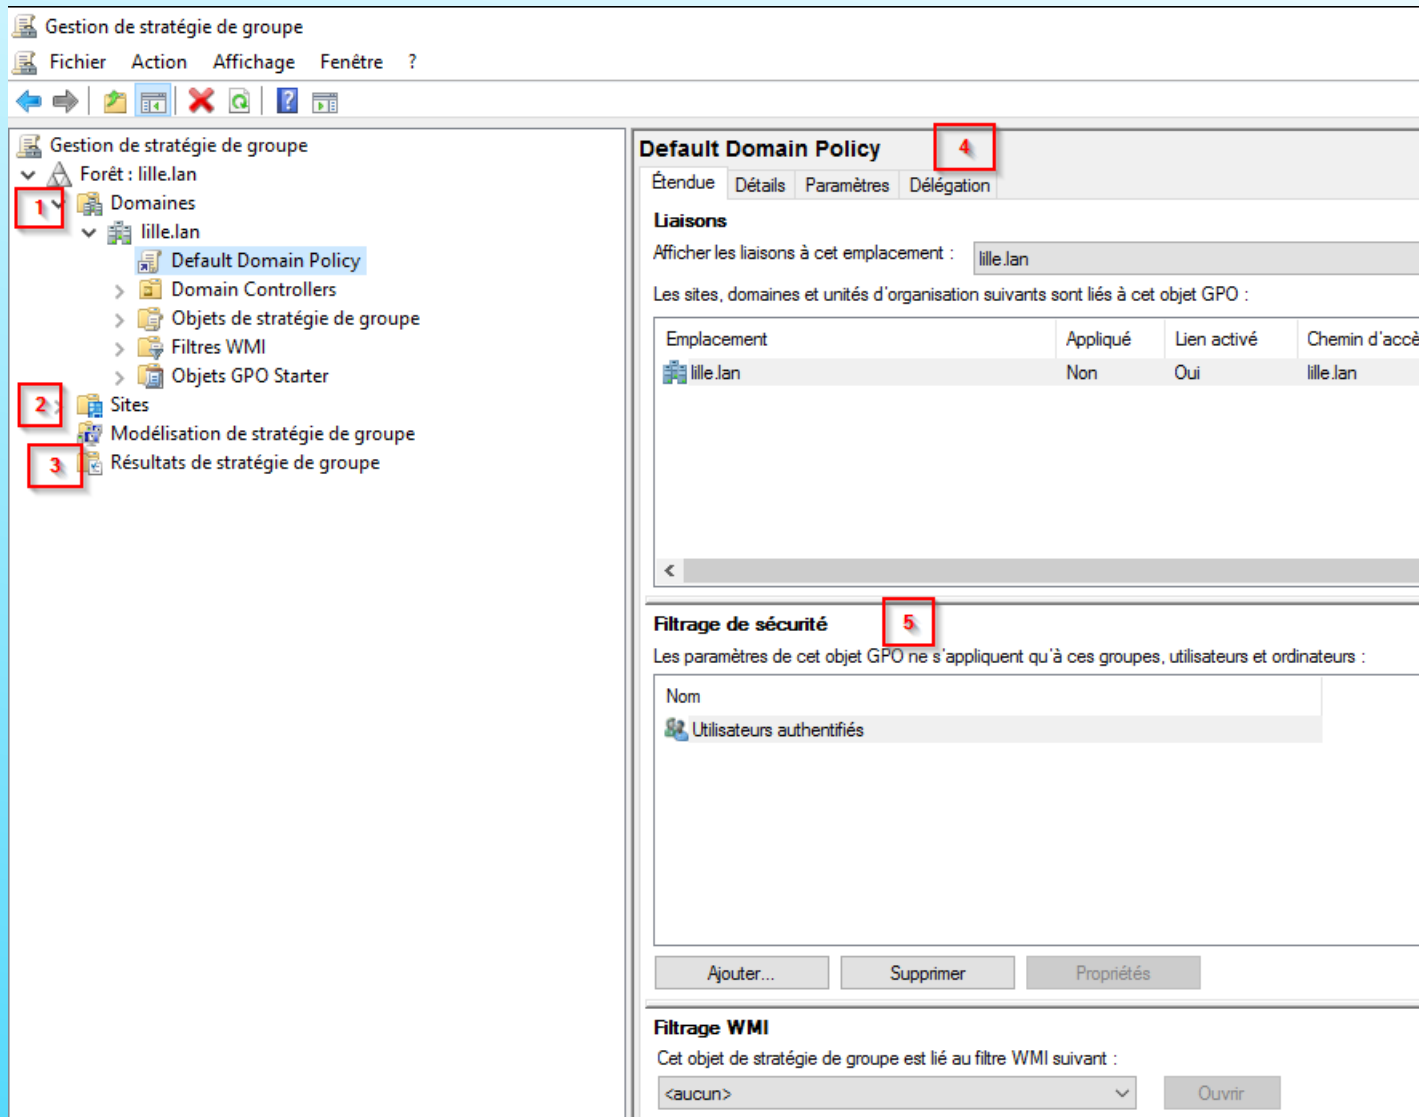 Gestion de stratégie de groupe
Fichier Action Affichage Fenêtre ?
Gestion de stratégie de groupe
Forêt : lille.lan
1 Domaines
lille.lan
Default Domain Policy
Domain Controllers
Objets de stratégie de groupe
Filtres WMI
Objets GPO Starter
2 Sites
Modélisation de stratégie de groupe
3 Résultats de stratégie de groupe
Default Domain Policy 4
Étendue Détails Paramètres Délégation
Liaisons
Afficher les liaisons à cet emplacement : lille.lan
Les sites, domaines et unités d'organisation suivants sont liés à cet objet GPO :
Emplacement Appliqué Lien activé Chemin d'accè
lille.lan Non Oui lille.lan
Filtrage de sécurité 5
Les paramètres de cet objet GPO ne s'appliquent qu'à ces groupes, utilisateurs et ordinateurs :
Nom
Utilisateurs authentifiés
Ajouter... Supprimer Propriétés
Filtrage WMI
Cet objet de stratégie de groupe est lié au filtre WMI suivant :
<aucun> Ouvrir